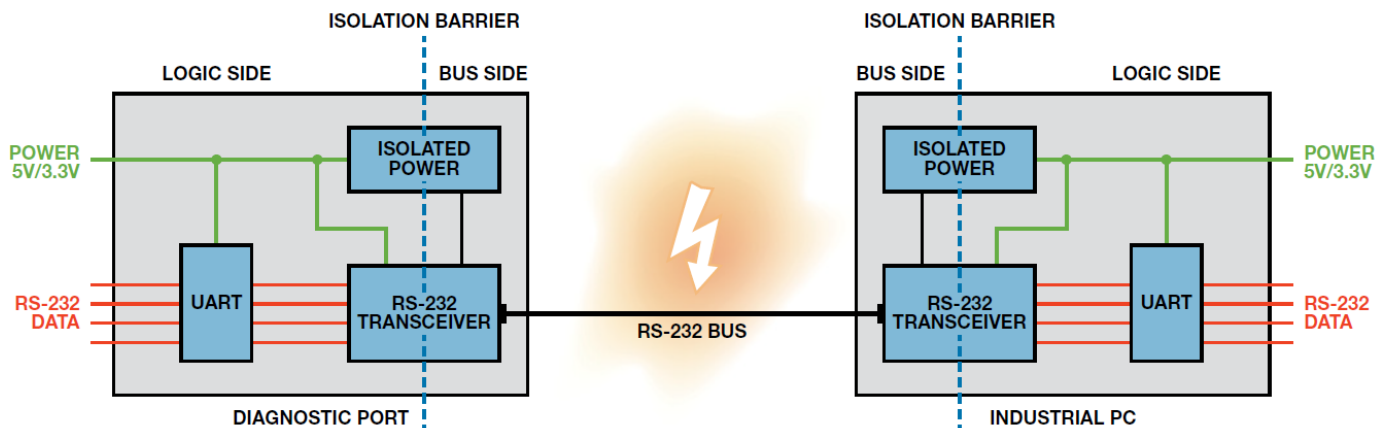 ISOLATION BARRIER
ISOLATION BARRIER
LOGIC SIDE
BUS SIDE
BUS SIDE
LOGIC SIDE
POWER
5V/3.3V
ISOLATED
POWER
ISOLATED
POWER
POWER
5V/3.3V
RS-232
DATA
UART
RS-232
TRANSCEIVER
RS-232 BUS
RS-232
TRANSCEIVER
UART
RS-232
DATA
DIAGNOSTIC PORT
INDUSTRIAL PC